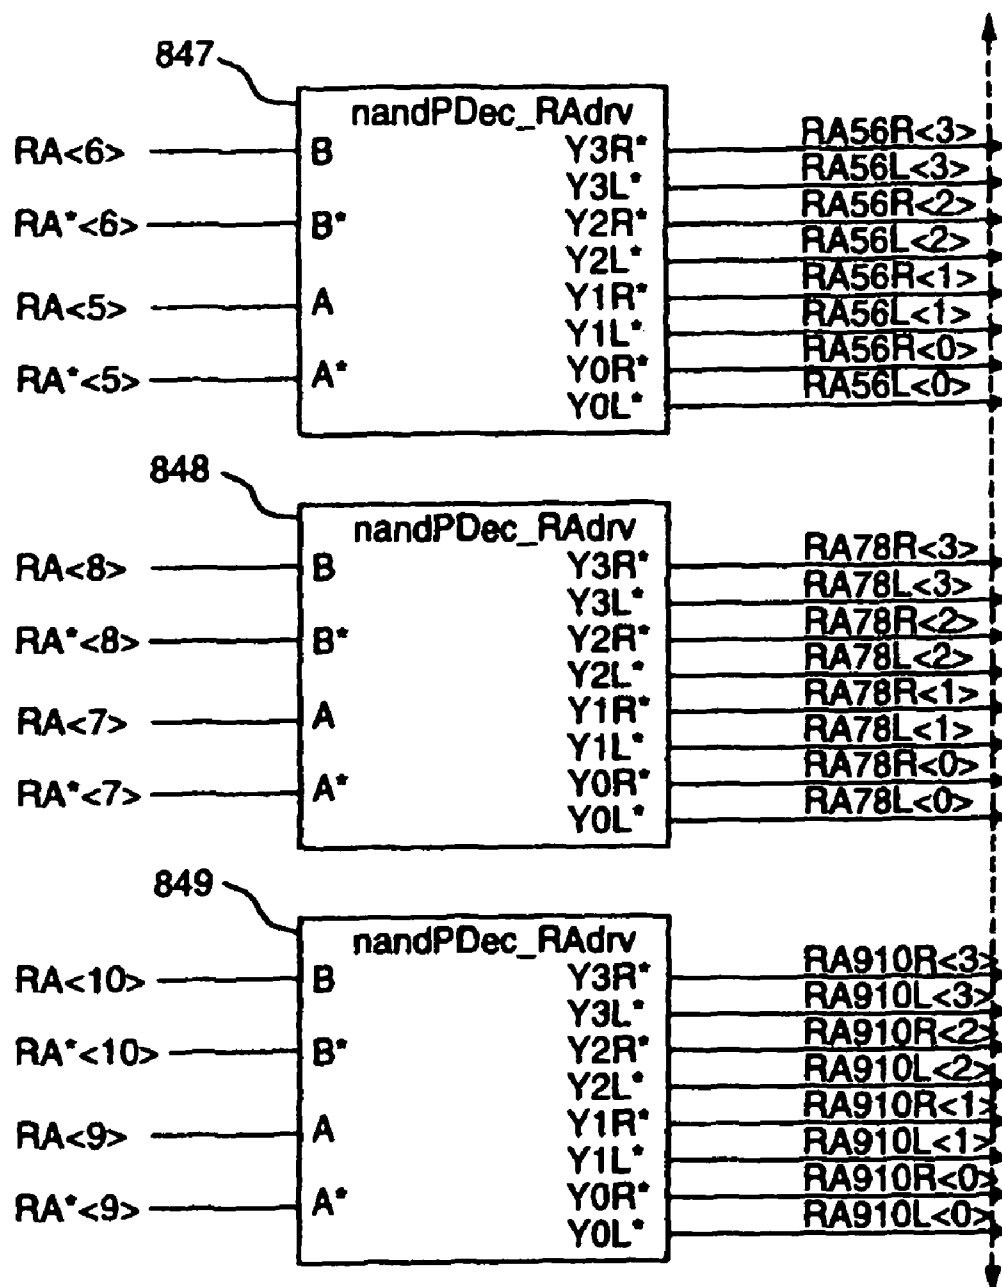 847
nandPDec_RAdrv
RA<6> B Y3R* RA56R<3>
Y3L* RA56L<3>
RA*<6> B* Y2R* RA56R<2>
Y2L* RA56L<2>
RA<5> A Y1R* RA56R<1>
Y1L* RA56L<1>
RA*<5> A* Y0R* RA56R<0>
Y0L* RA56L<0>
848
nandPDec_RAdrv
RA<8> B Y3R* RA78R<3>
Y3L* RA78L<3>
RA*<8> B* Y2R* RA78R<2>
Y2L* RA78L<2>
RA<7> A Y1R* RA78R<1>
Y1L* RA78L<1>
RA*<7> A* Y0R* RA78R<0>
Y0L* RA78L<0>
849
nandPDec_RAdrv
RA<10> B Y3R* RA910R<3>
Y3L* RA910L<3>
RA*<10> B* Y2R* RA910R<2>
Y2L* RA910L<2>
RA<9> A Y1R* RA910R<1>
Y1L* RA910L<1>
RA*<9> A* Y0R* RA910R<0>
Y0L* RA910L<0>